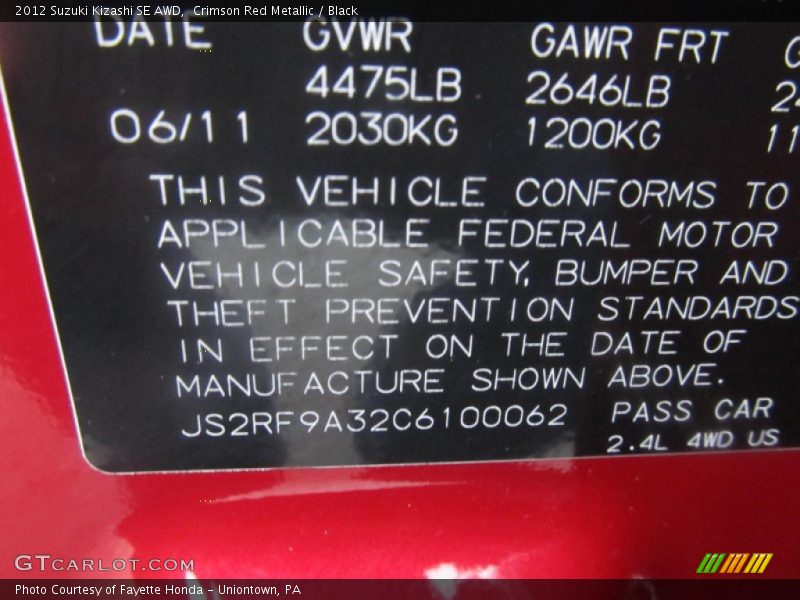 2012 Suzuki Kizashi SE AWD, Crimson Red Metallic / Black
DATE GVWR GAWR FRT
4475LB 2646LB
06/11 2030KG 1200KG
THIS VEHICLE CONFORMS TO
APPLICABLE FEDERAL MOTOR
VEHICLE SAFETY, BUMPER AND
THEFT PREVENTION STANDARDS
IN EFFECT ON THE DATE OF
MANUFACTURE SHOWN ABOVE.
JS2RF9A32C6100062 PASS CAR
2.4L 4WD US
GTCARLOT.COM
Photo Courtesy of Fayette Honda - Uniontown, PA